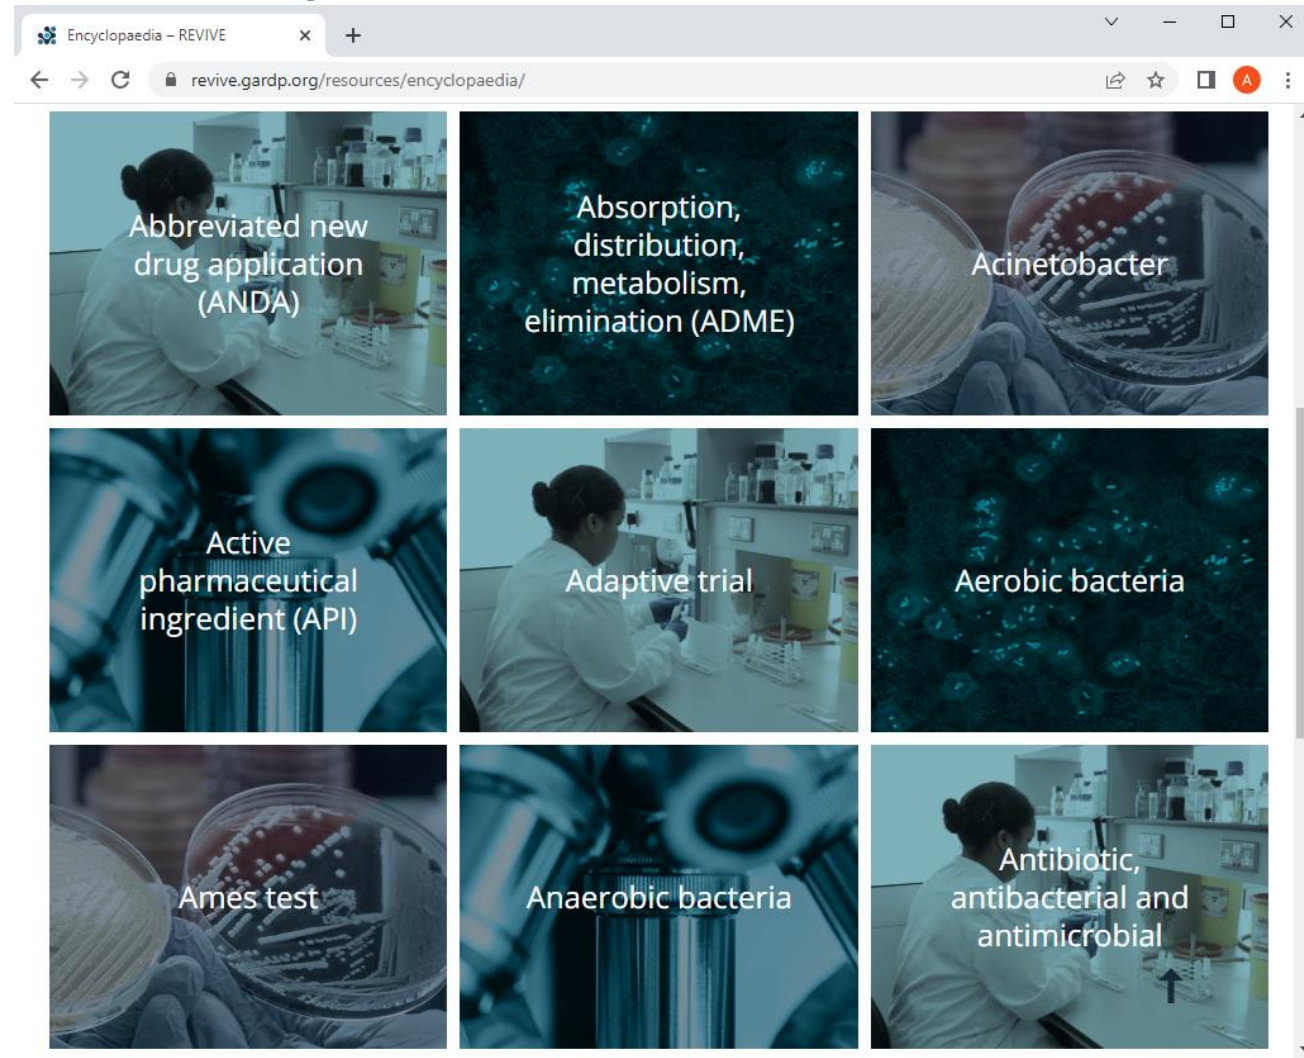 Encyclopaedia – REVIVE
revive.gardp.org/resources/encyclopaedia/
A
Abbreviated new
drug application
(ANDA)
Absorption,
distribution,
metabolism,
elimination (ADME)
Acinetobacter
Active
pharmaceutical
ingredient (API)
Adaptive trial
Aerobic bacteria
Ames test
Anaerobic bacteria
Antibiotic,
antibacterial and
antimicrobial